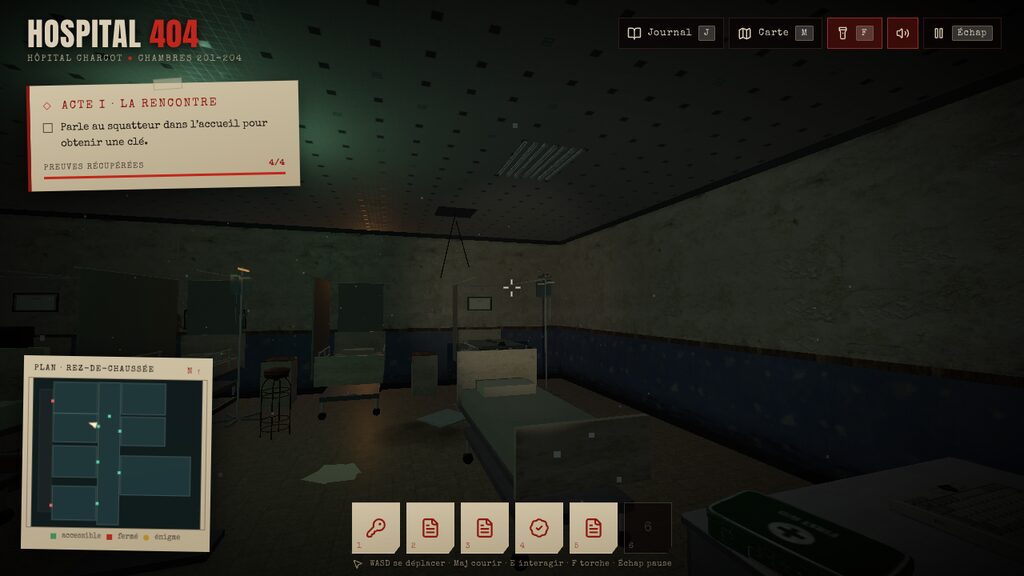 HOSPITAL 404
HÔPITAL CHARCOT • CHAMBRES 201-204
Journal J
Carte M
F
Échap
ACTE I · LA RENCONTRE
Parle au squatteur dans l'accueil pour
obtenir une clé.
PREUVES RÉCUPÉRÉES 4/4
PLAN · REZ-DE-CHAUSSÉE N ↑
accessible fermé énigme
1 2 3 4 5 6
6
WASD se déplacer · Maj courir · E interagir · F torche · Échap pause